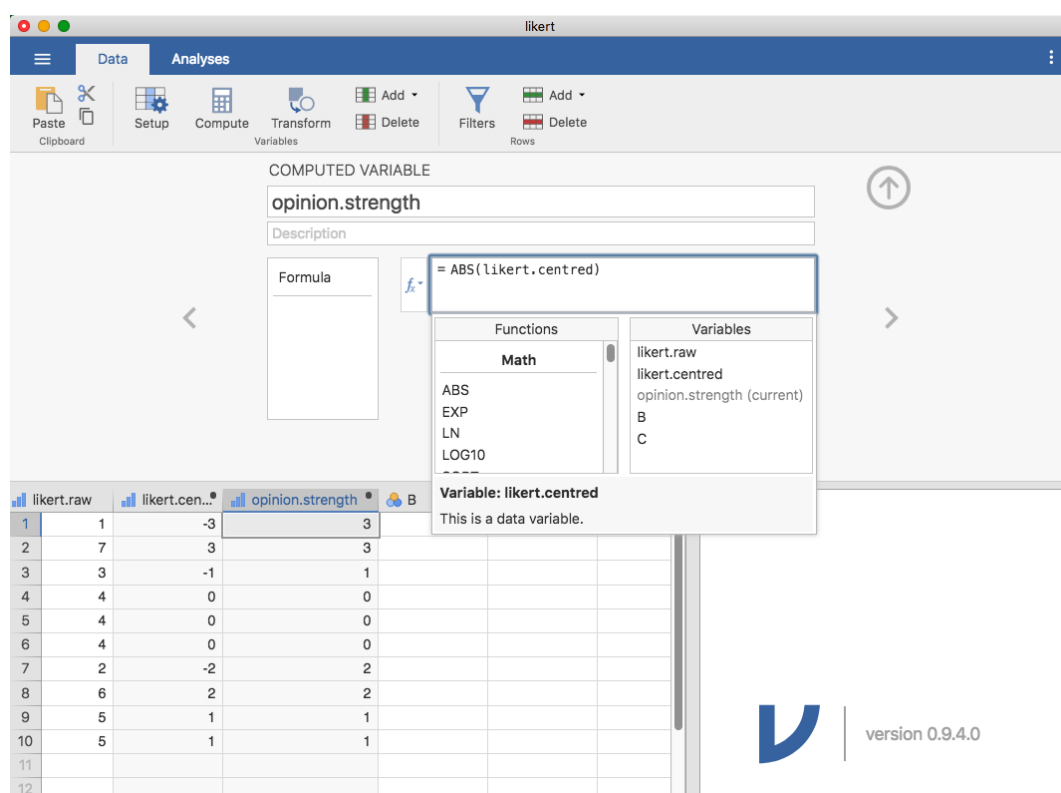 likert
Data Analyses
Paste Setup Compute Transform Add Delete Filters Add Delete
Clipboard Variables Rows
COMPUTED VARIABLE
opinion.strength
Description
Formula
fx
= ABS(likert.centred)
Functions Variables
Math
ABS
EXP
LN
LOG10
likert.raw
likert.centred
opinion.strength (current)
B
C
Variable: likert.centred
This is a data variable.
likert.raw likert.cen... opinion.strength B
1 1 -3 3
2 7 3 3
3 3 -1 1
4 4 0 0
5 4 0 0
6 4 0 0
7 2 -2 2
8 6 2 2
9 5 1 1
10 5 1 1
11
12
version 0.9.4.0